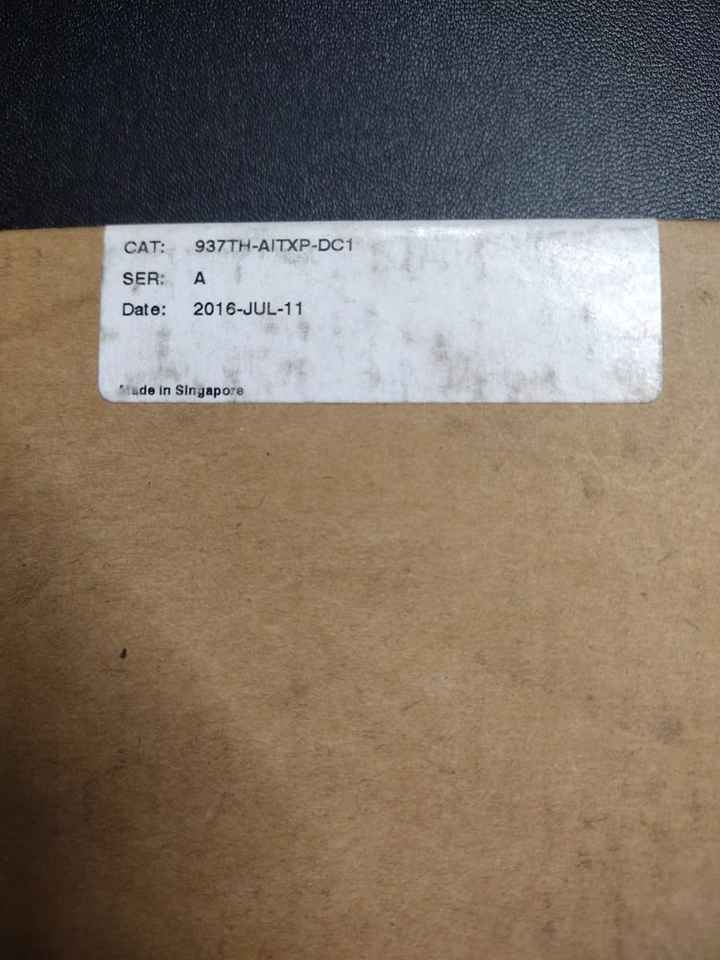 CAT: 937TH-AITXP-DC1
SER: A
Date: 2016-JUL-11
Made in Singapore